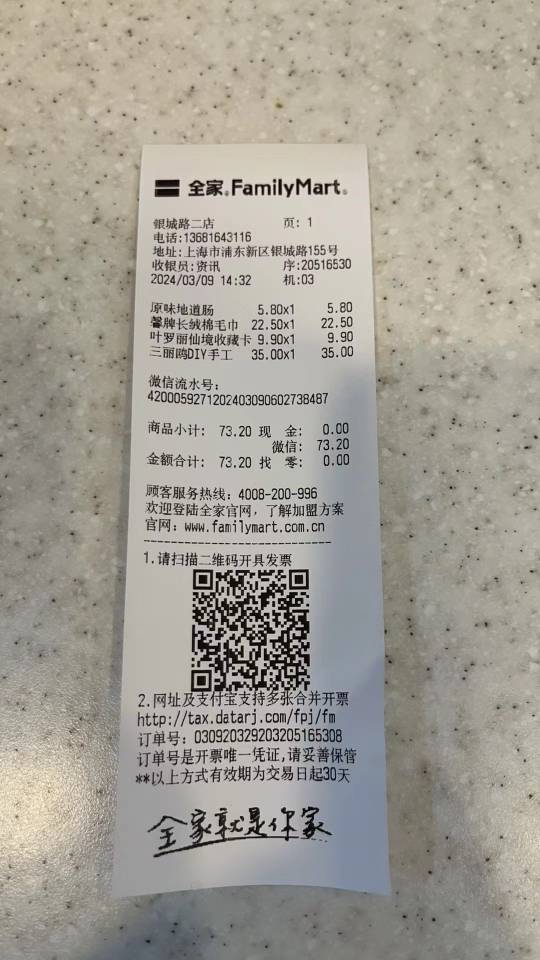 全家®FamilyMart®
银城路二店 页: 1
电话:13681643116
地址:上海市浦东新区银城路155号
收银员:资讯 序:20516530
2024/03/09 14:32 机:03
原味地道肠 5.80x1 5.80
馨牌长绒棉毛巾 22.50x1 22.50
叶罗丽仙境收藏卡 9.90x1 9.90
三丽鸥DIY手工 35.00x1 35.00
微信流水号:
4200059271202403090602738487
商品小计: 73.20 现 金: 0.00
微信: 73.20
金额合计: 73.20 找 零: 0.00
顾客服务热线: 4008-200-996
欢迎登陆全家官网,了解加盟方案
官网: www.familymart.com.cn
----------------------------
1.请扫描二维码开具发票
2.网址及支付宝支持多张合并开票
http://tax.datarj.com/fpj/fm
订单号: 030920329203205165308
订单号是开票唯一凭证,请妥善保管
**以上方式有效期为交易日起30天
全家就是你家